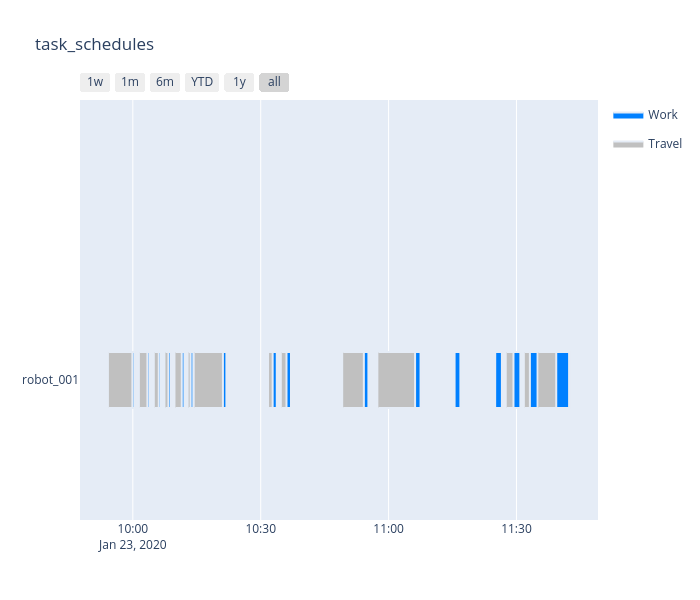 task_schedules
1w 1m 6m YTD 1y all
Work
Travel
robot_001
10:00 10:30 11:00 11:30
Jan 23, 2020